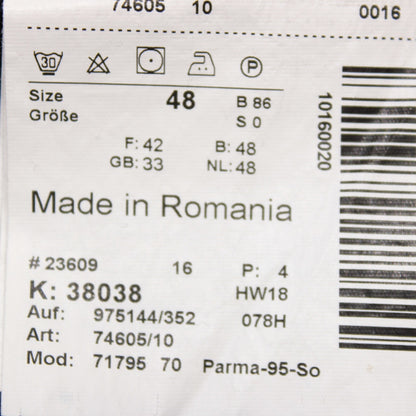 74605 10 0016
30 P
Size 48 B 86
Größe S 0
F: 42 B: 48
GB: 33 NL: 48
10160020
Made in Romania
# 23609 16 P: 4
K: 38038 HW18
Auf: 975144/352 078H
Art: 74605/10
Mod: 71795 70 Parma-95-So